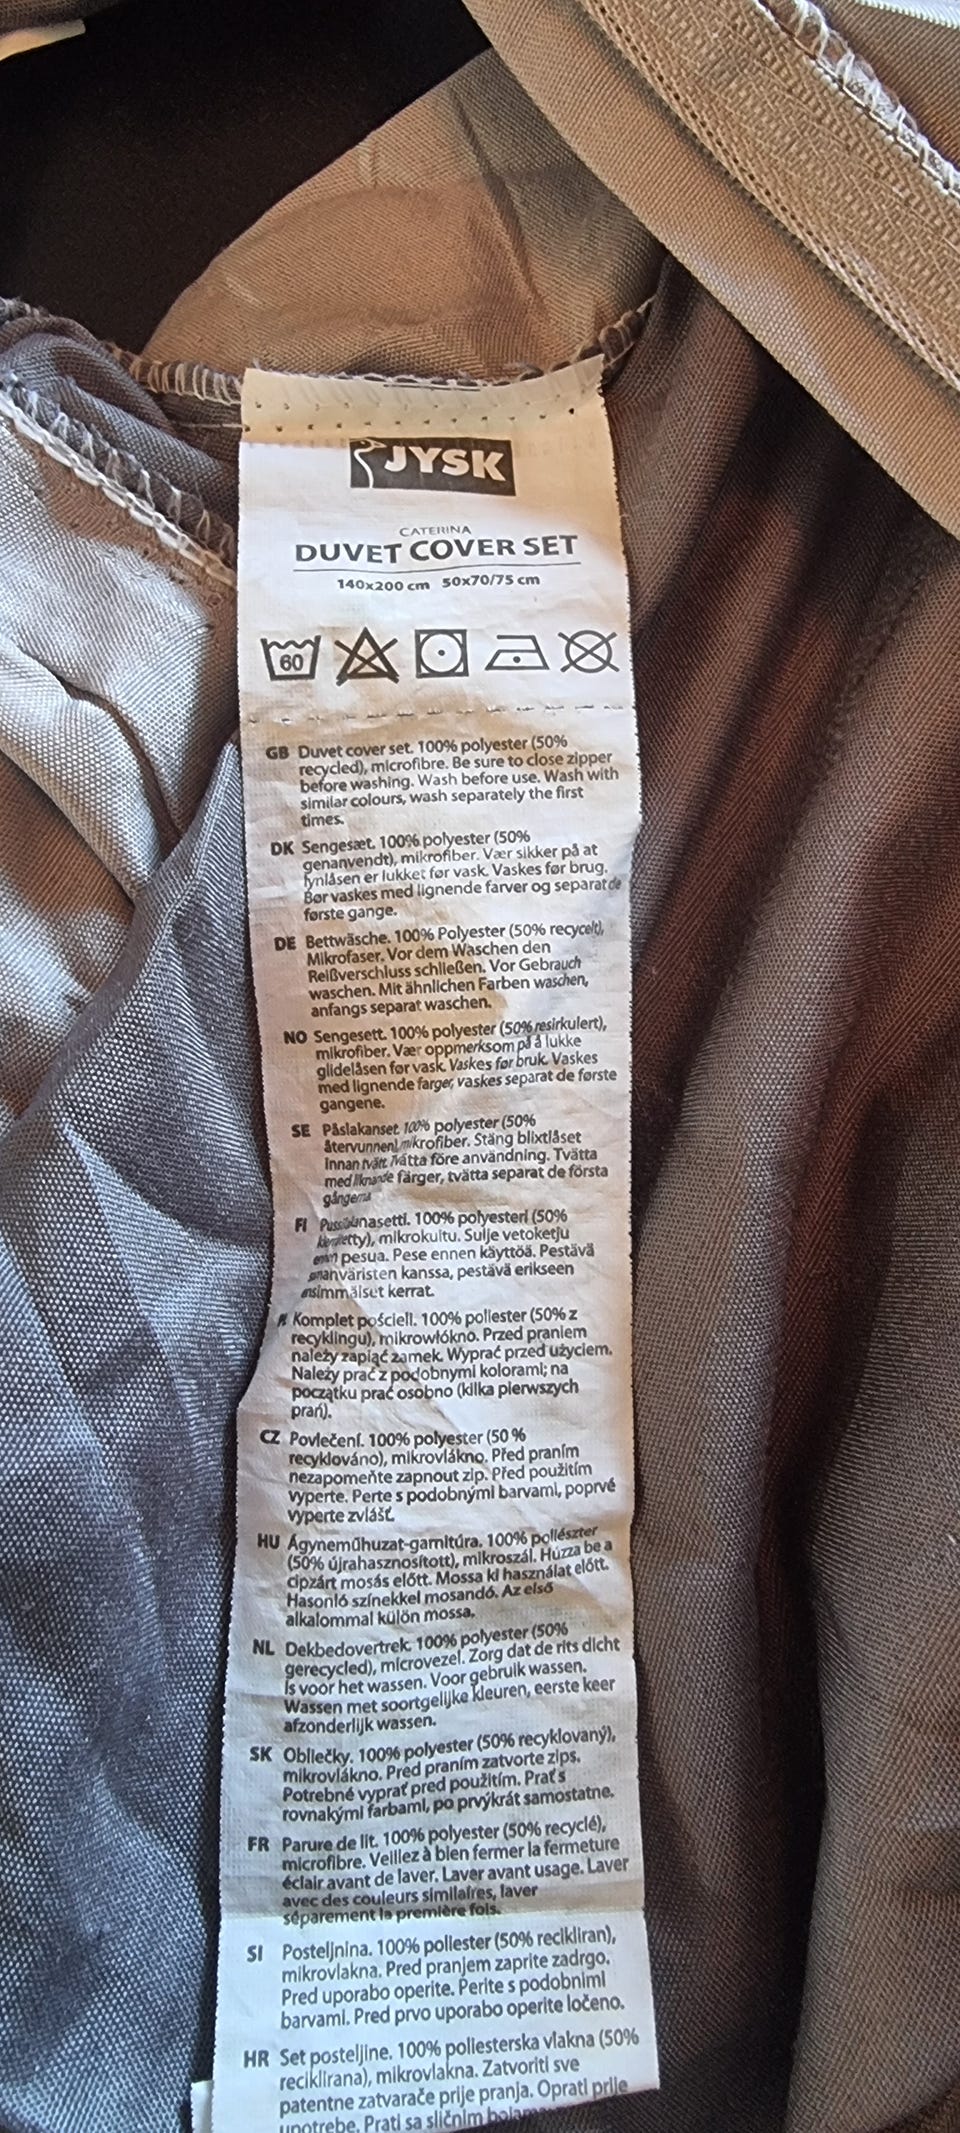 JYSK
CATERINA
DUVET COVER SET
140x200 cm 50x70/75 cm
60
GB Duvet cover set. 100% polyester (50%
recycled), microfibre. Be sure to close zipper
before washing. Wash before use. Wash with
similar colours, wash separately the first
times.
DK Sengesæt. 100% polyester (50%
genanvendt), mikrofiber. Vær sikker på at
lynlåsen er lukket før vask. Vaskes før brug.
Bør vaskes med lignende farver og separat de
første gange.
DE Bettwäsche. 100% Polyester (50% recycelt),
Mikrofaser. Vor dem Waschen den
Reißverschluss schließen. Vor Gebrauch
waschen. Mit ähnlichen Farben waschen,
anfangs separat waschen.
NO Sengesett. 100% polyester (50% resirkulert),
mikrofiber. Vær oppmerksom på å lukke
glidelåsen før vask. Vaskes før bruk. Vaskes
med lignende farger, vaskes separat de første
gangene.
SE Påslakanset. 100% polyester (50%
återvunnen), mikrofiber. Stäng blixtlåset
innan tvätt. Tvätta före användning. Tvätta
med liknande färger, tvätta separat de första
gångerna.
FI 100% polyesteri (50%
mikrokuitu. Sulje vetoketju
ennen pesua. Pese ennen käyttöä. Pestävä
samanväristen kanssa, pestävä erikseen
ensimmäiset kerrat.
Komplet pościeli. 100% poliester (50% z
recyklingu), mikrowłókno. Przed praniem
należy zapiąć zamek. Wyprać przed użyciem.
Należy prać z podobnymi kolorami; na
początku prać osobno (kilka pierwszych
prań).
CZ Povlečení. 100% polyester (50 %
recyklováno), mikrovlákno. Před praním
nezapomeňte zapnout zip. Před použitím
vyperte. Perte s podobnými barvami, poprvé
vyperte zvlášť.
HU Ágyneműhuzat-garnitúra. 100% poliészter
(50% újrahasznosított), mikroszál. Húzza be a
cipzárt mosás előtt. Mossa ki használat előtt.
Hasonló színekkel mosandó. Az első
alkalommal külön mossa.
NL Dekbedovertrek. 100% polyester (50%
gerecycled), microvezel. Zorg dat de rits dicht
is voor het wassen. Voor gebruik wassen.
Wassen met soortgelijke kleuren, eerste keer
afzonderlijk wassen.
SK Obliečky. 100% polyester (50% recyklovaný),
mikrovlákno. Pred praním zatvorte zips.
Potrebné vyprať pred použitím. Prať s
rovnakými farbami, po prvýkrát samostatne.
FR Parure de lit. 100% polyester (50% recyclé),
microfibre. Veillez à bien fermer la fermeture
éclair avant de laver. Laver avant usage. Laver
avec des couleurs similaires, laver
séparement la première fois.
SI Posteljnina. 100% poliester (50% recikliran),
mikrovlakna. Pred pranjem zaprite zadrgo.
Pred uporabo operite. Perite s podobnimi
barvami. Pred prvo uporabo operite ločeno.
HR Set posteljine. 100% poliesterska vlakna (50%
reciklirana), mikrovlakna. Zatvoriti sve
patentne zatvarače prije pranja. Oprati prije
upotrebe. Prati sa sličnim